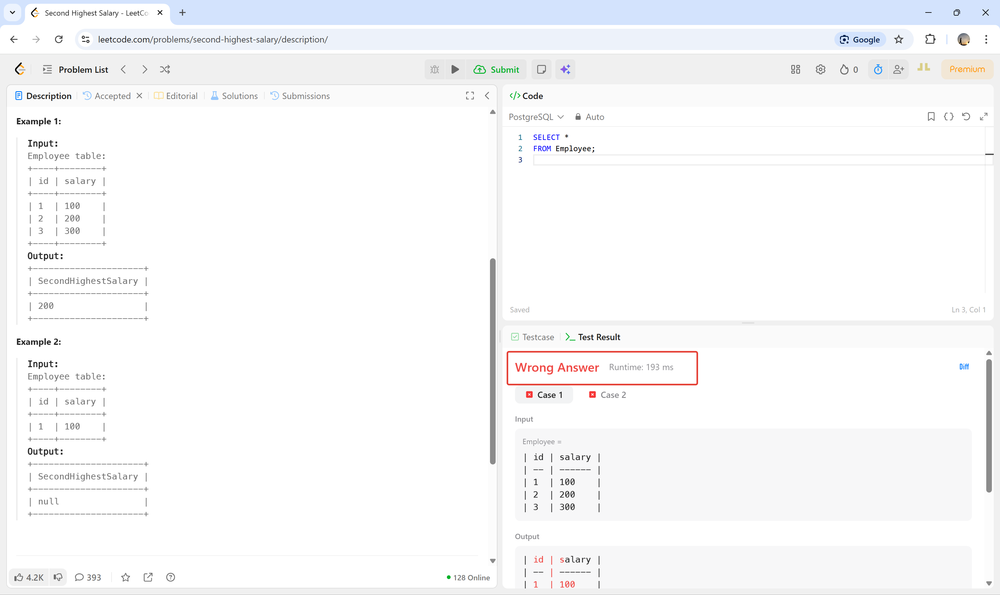 Second Highest Salary - LeetCo
leetcode.com/problems/second-highest-salary/description/
Google
Problem List
Submit
0
Premium
Description
Accepted
Editorial
Solutions
Submissions
Example 1:
Input:
Employee table:
+----+--------+
| id | salary |
+----+--------+
| 1  | 100    |
| 2  | 200    |
| 3  | 300    |
+----+--------+
Output:
+---------------------+
| SecondHighestSalary |
+---------------------+
| 200                 |
+---------------------+
Example 2:
Input:
Employee table:
+----+--------+
| id | salary |
+----+--------+
| 1  | 100    |
+----+--------+
Output:
+---------------------+
| SecondHighestSalary |
+---------------------+
| null                |
+---------------------+
4.2K
393
128 Online
</> Code
PostgreSQL
Auto
1 SELECT *
2 FROM Employee;
3
Saved
Ln 3, Col 1
Testcase
Test Result
Wrong Answer
Runtime: 193 ms
Diff
Case 1
Case 2
Input
Employee =
| id | salary |
| -- | ------ |
| 1  | 100    |
| 2  | 200    |
| 3  | 300    |
Output
| id | salary |
| -- | ------ |
| 1  | 100    |